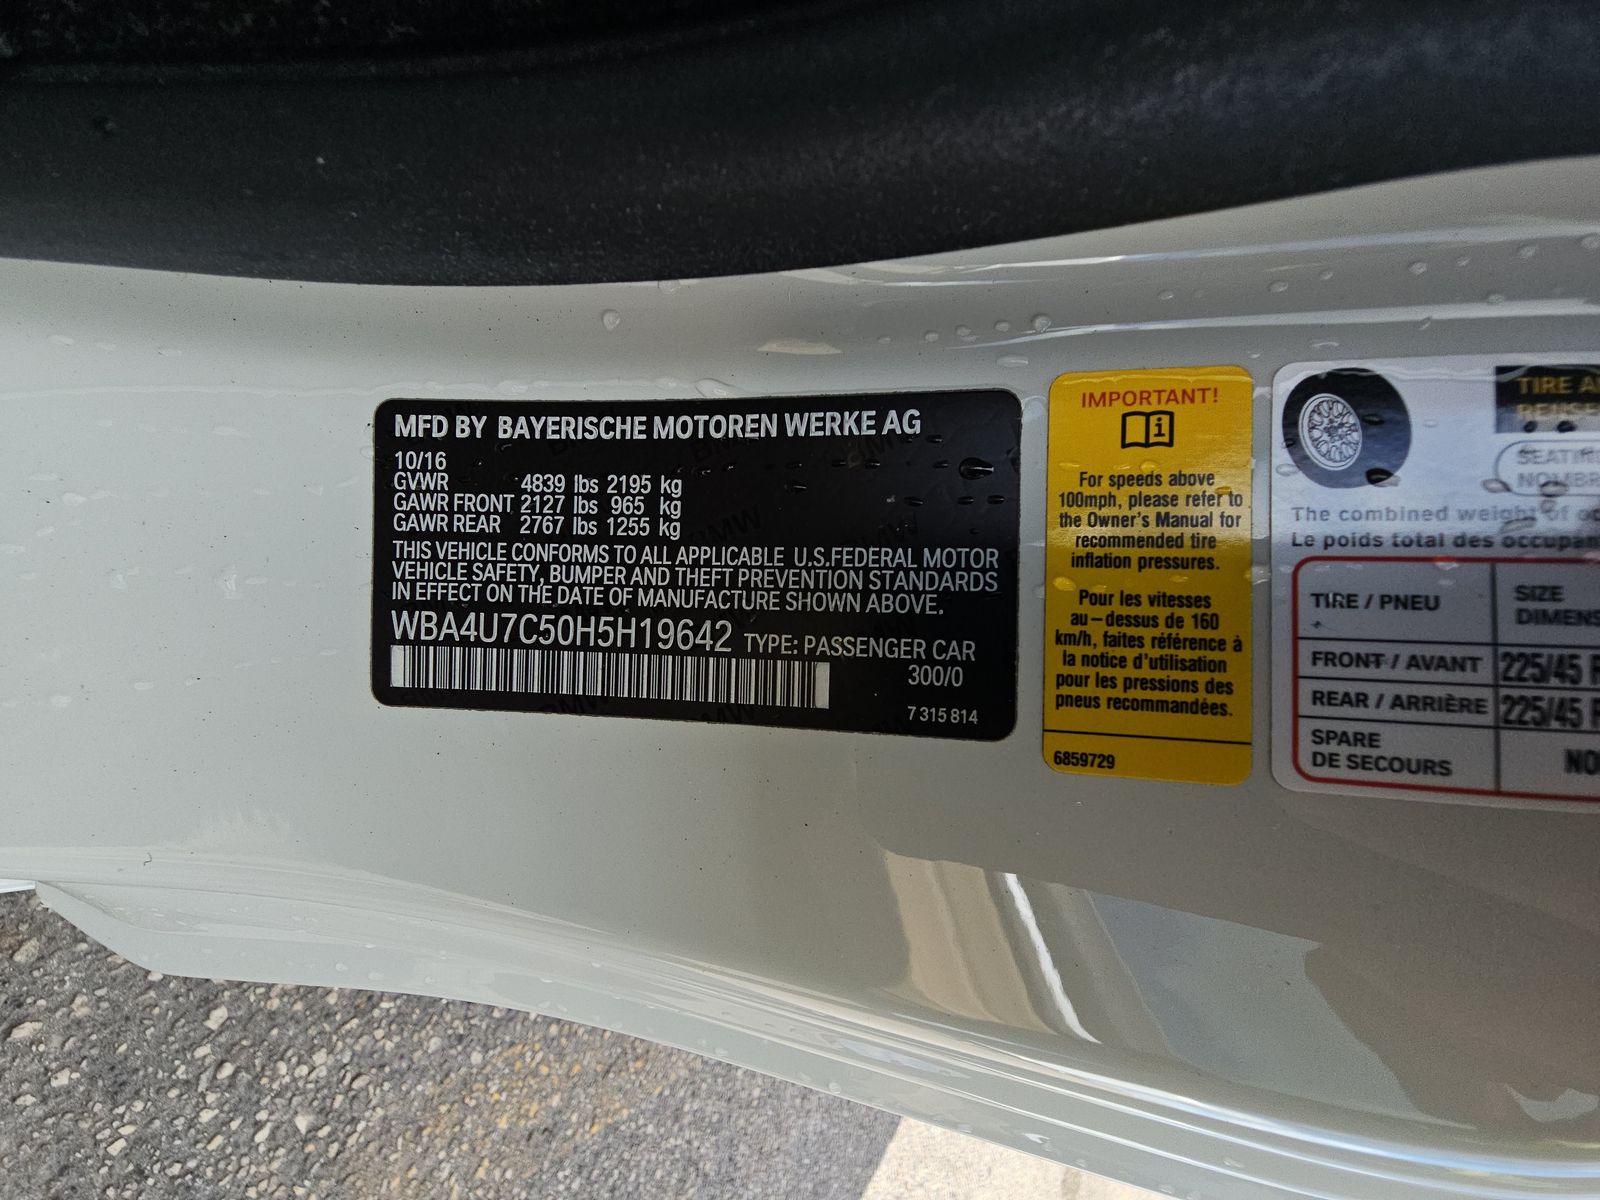 MFD BY BAYERISCHE MOTOREN WERKE AG
10/16
GVWR 4839 lbs 2195 kg
GAWR FRONT 2127 lbs 965 kg
GAWR REAR 2767 lbs 1255 kg
THIS VEHICLE CONFORMS TO ALL APPLICABLE U.S.FEDERAL MOTOR
VEHICLE SAFETY, BUMPER AND THEFT PREVENTION STANDARDS
IN EFFECT ON THE DATE OF MANUFACTURE SHOWN ABOVE.
WBA4U7C50H5H19642 TYPE: PASSENGER CAR
300/0
7 315 814
IMPORTANT!
For speeds above
100mph, please refer to
the Owner's Manual for
recommended tire
inflation pressures.
Pour les vitesses
au-dessus de 160
km/h, faites référence à
la notice d'utilisation
pour les pressions des
pneus recommandées.
6859729
TIRE
SEATING
The combined weight of
Le poids total des
TIRE / PNEU
SIZE
FRONT / AVANT 225/45
REAR / ARRIÈRE 225/45
SPARE
DE SECOURS